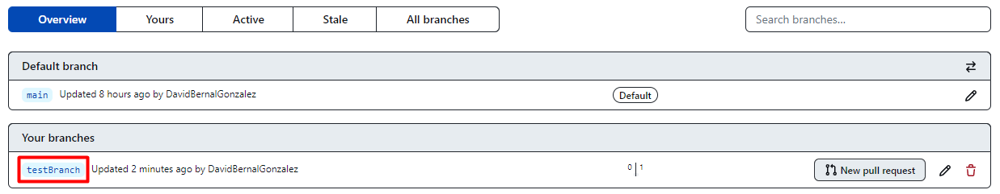 Overview Yours Active Stale All branches Search branches...
Default branch
main Updated 8 hours ago by DavidBernalGonzalez Default
Your branches
testBranch Updated 2 minutes ago by DavidBernalGonzalez 0 | 1 New pull request